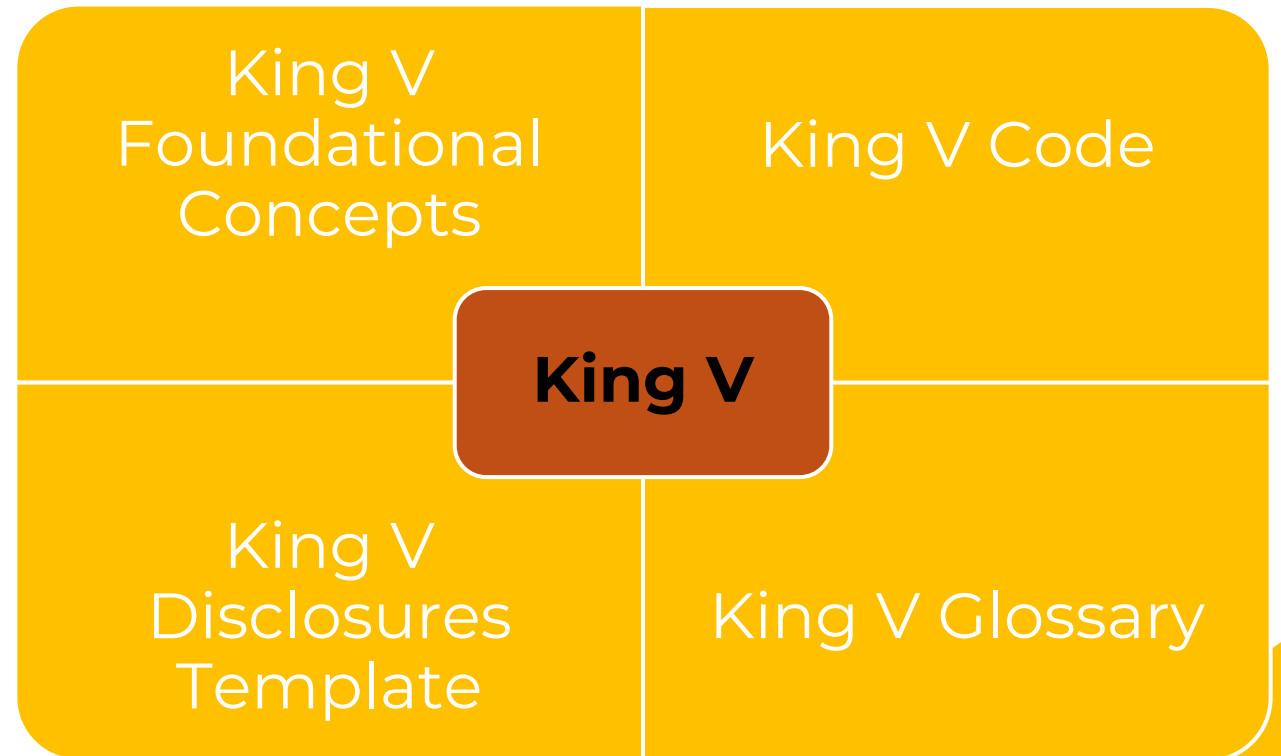 King V
Foundational
Concepts
King V Code
King V
King V
Disclosures
Template
King V Glossary